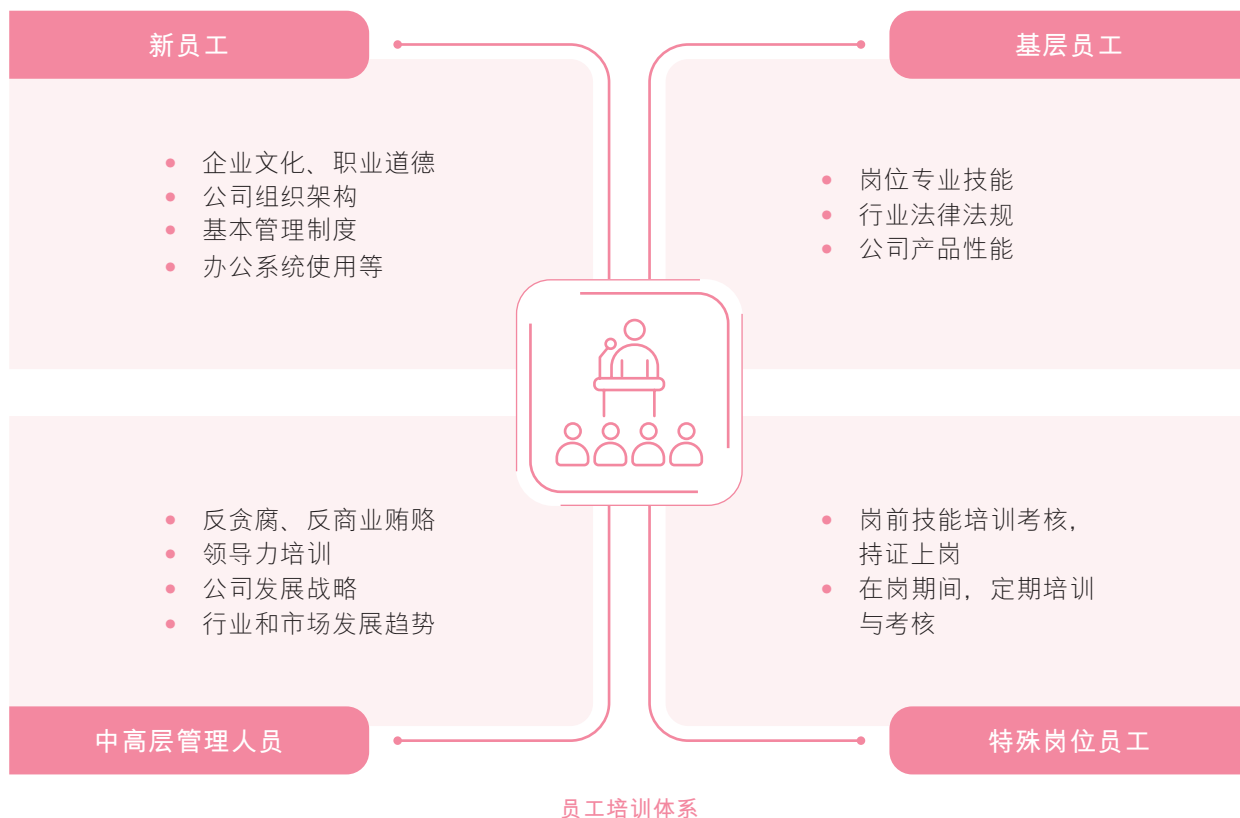 新员工
企业文化、职业道德
公司组织架构
基本管理制度
办公系统使用等
基层员工
岗位专业技能
行业法律法规
公司产品性能
反贪腐、反商业贿赂
领导力培训
公司发展战略
行业和市场发展趋势
中高层管理人员
岗前技能培训考核，
持证上岗
在岗期间，定期培训
与考核
特殊岗位员工
员工培训体系